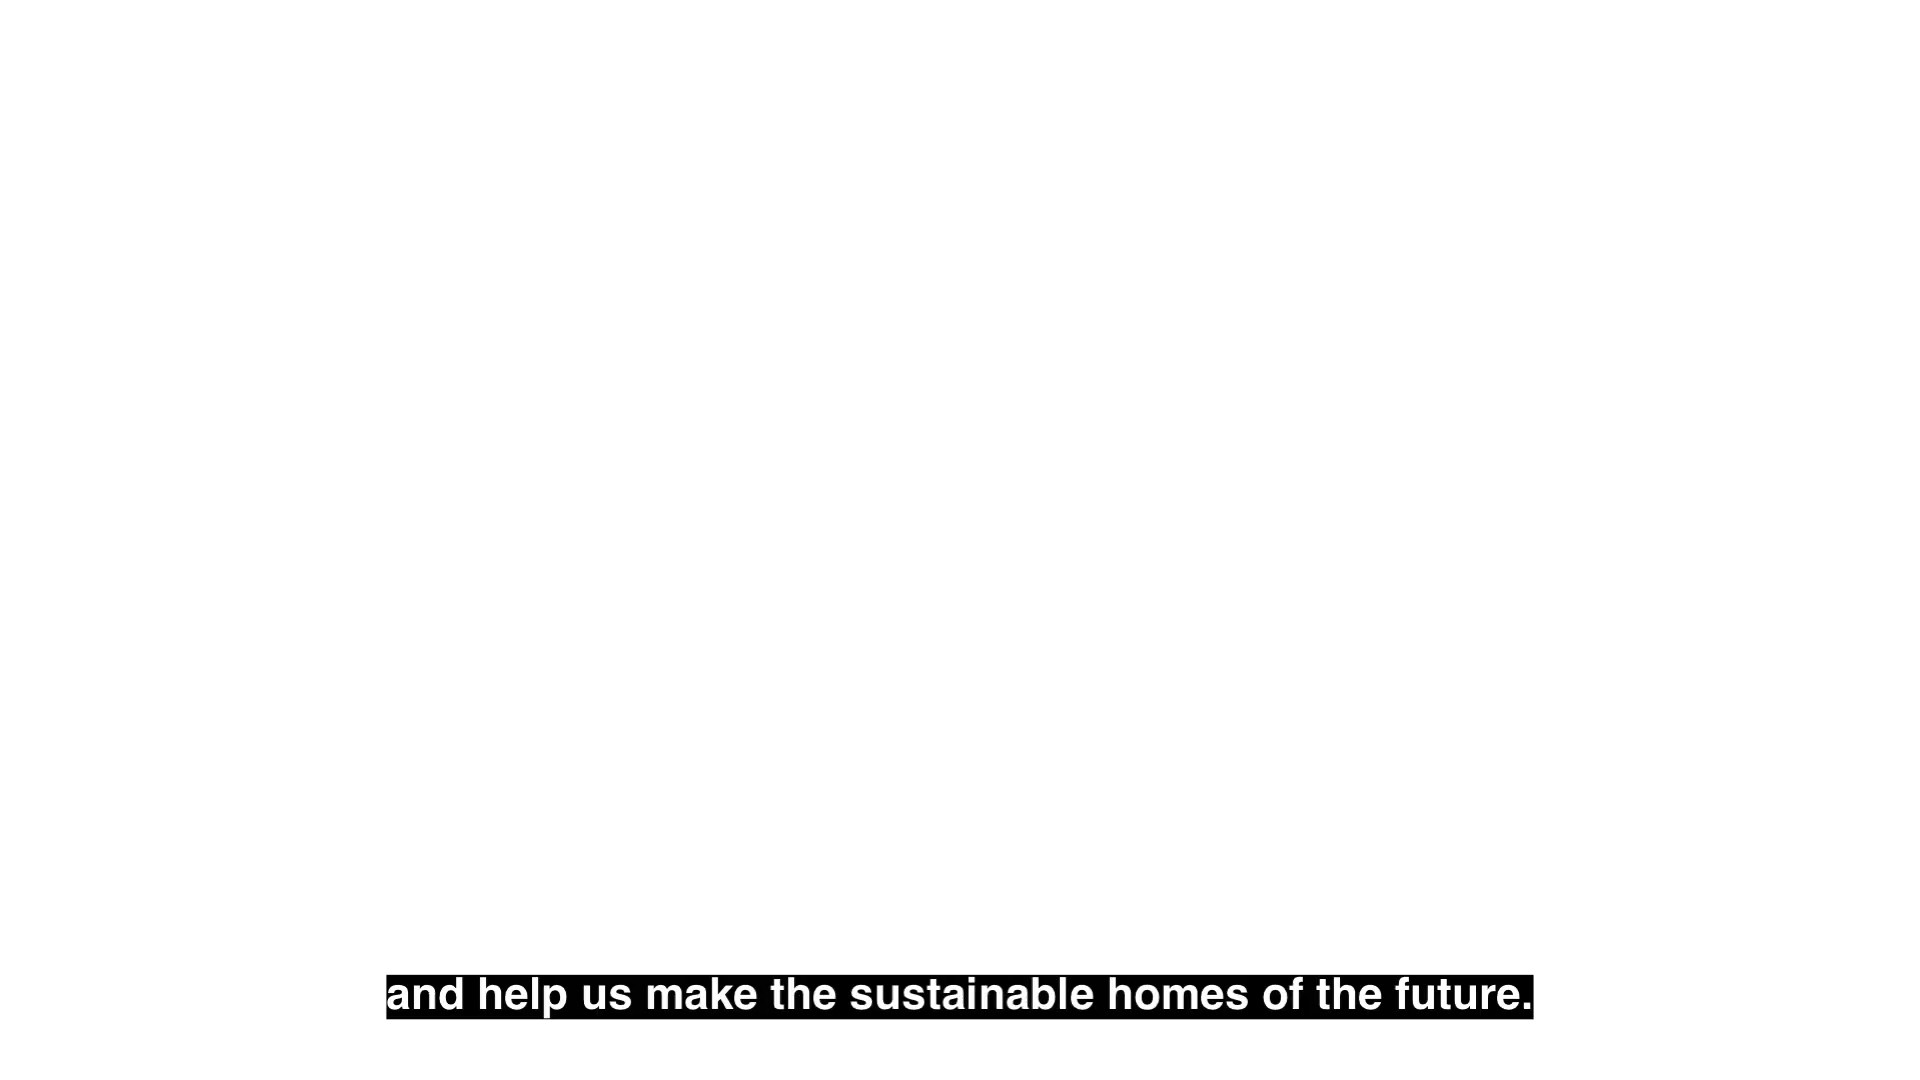 and help us make the sustainable homes of the future.